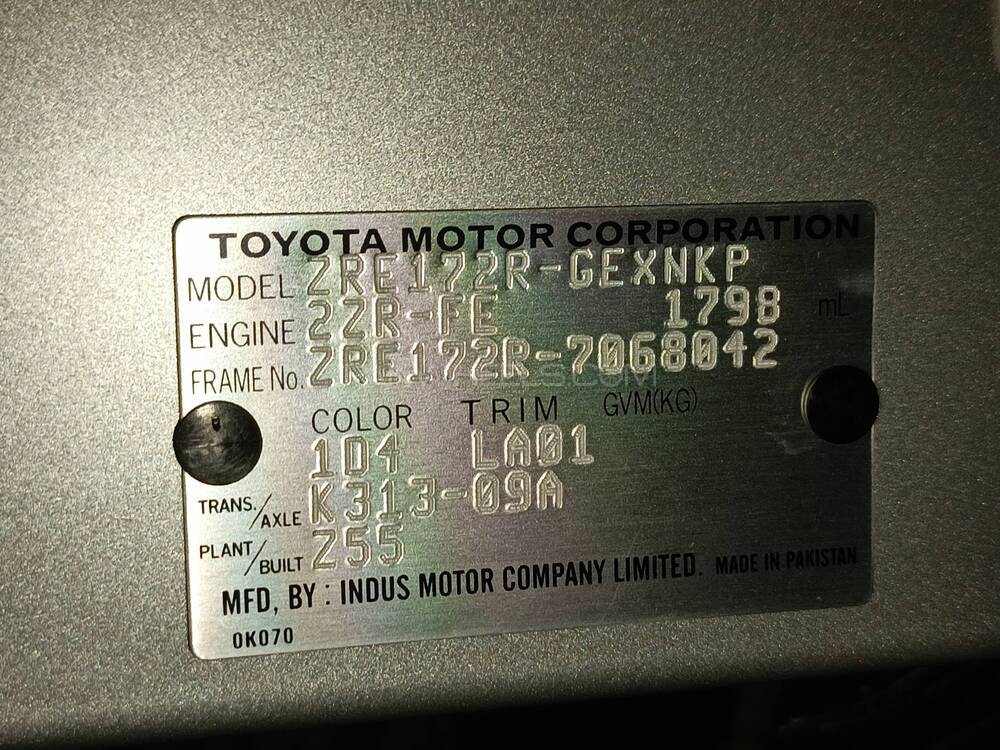 TOYOTA MOTOR CORPORATION
MODEL ZRE172R-GEXNKP
ENGINE 2ZR-FE 1798 mL
FRAME No. ZRE172R-7068042
COLOR TRIM GVM(KG)
1D4 LA01
TRANS./AXLE K313-09A
PLANT/BUILT Z55
MFD, BY : INDUS MOTOR COMPANY LIMITED. MADE IN PAKISTAN
0K070